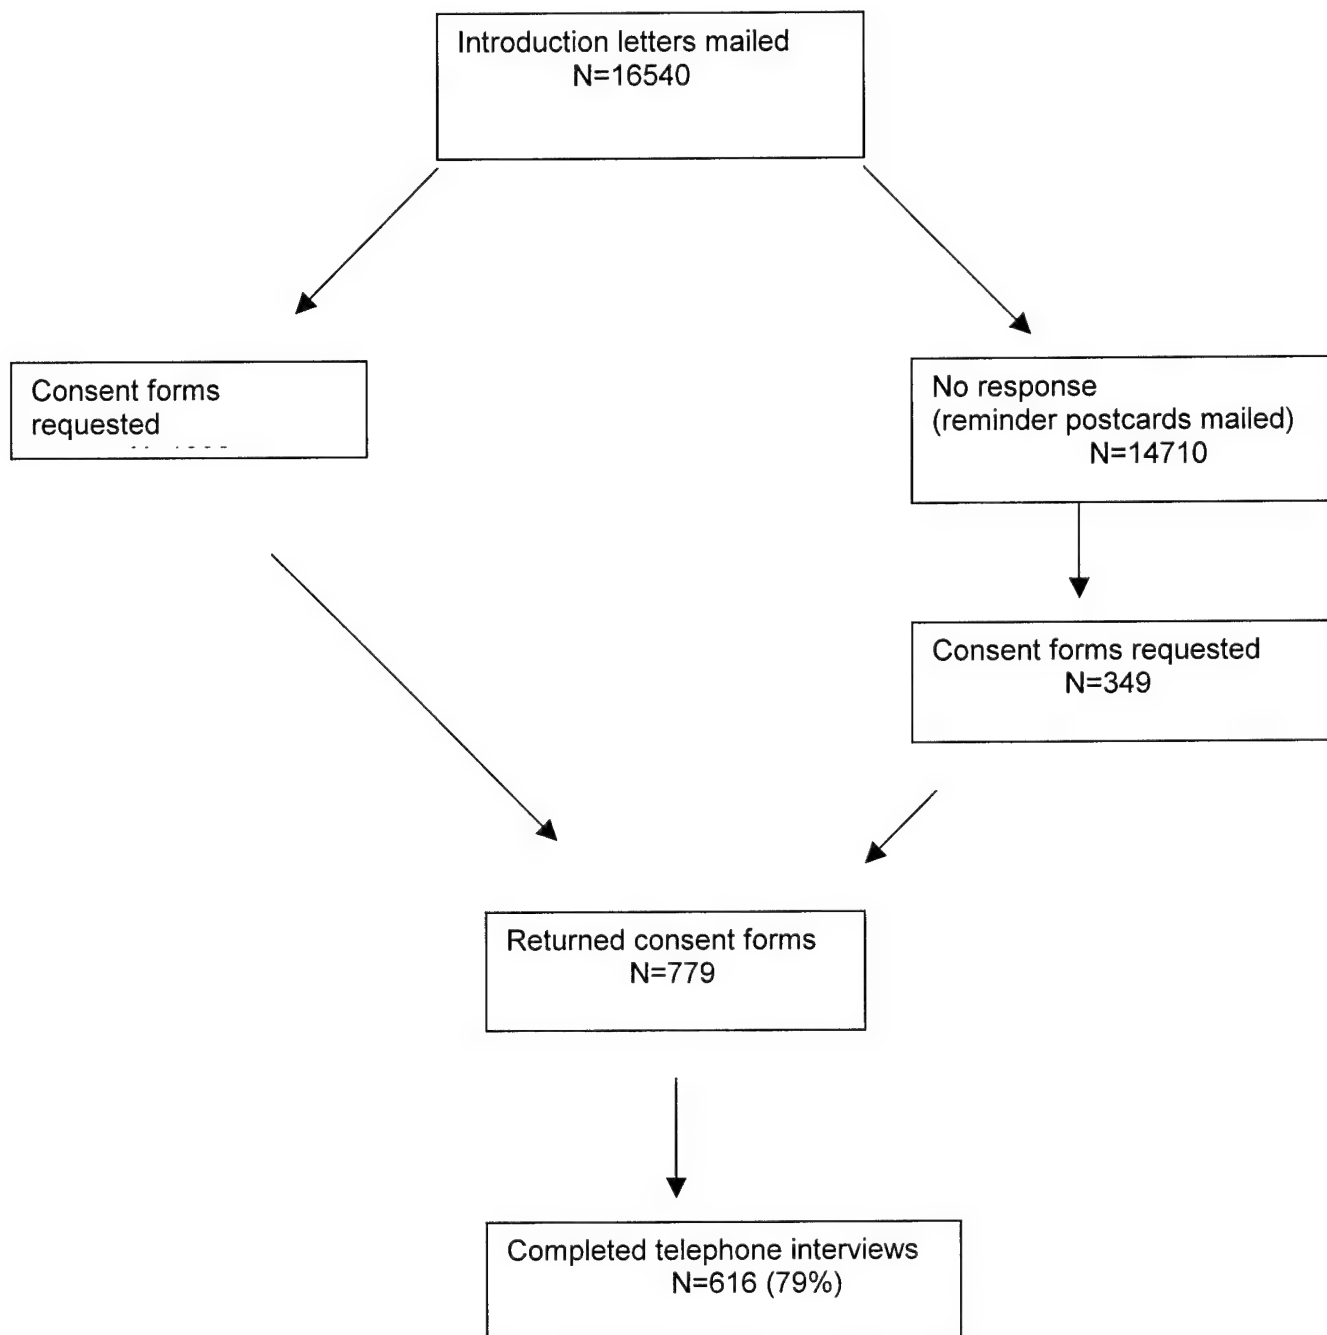 Introduction letters mailed
N=16540
Consent forms
requested
No response
(reminder postcards mailed)
N=14710
Consent forms requested
N=349
Returned consent forms
N=779
Completed telephone interviews
N=616 (79%)